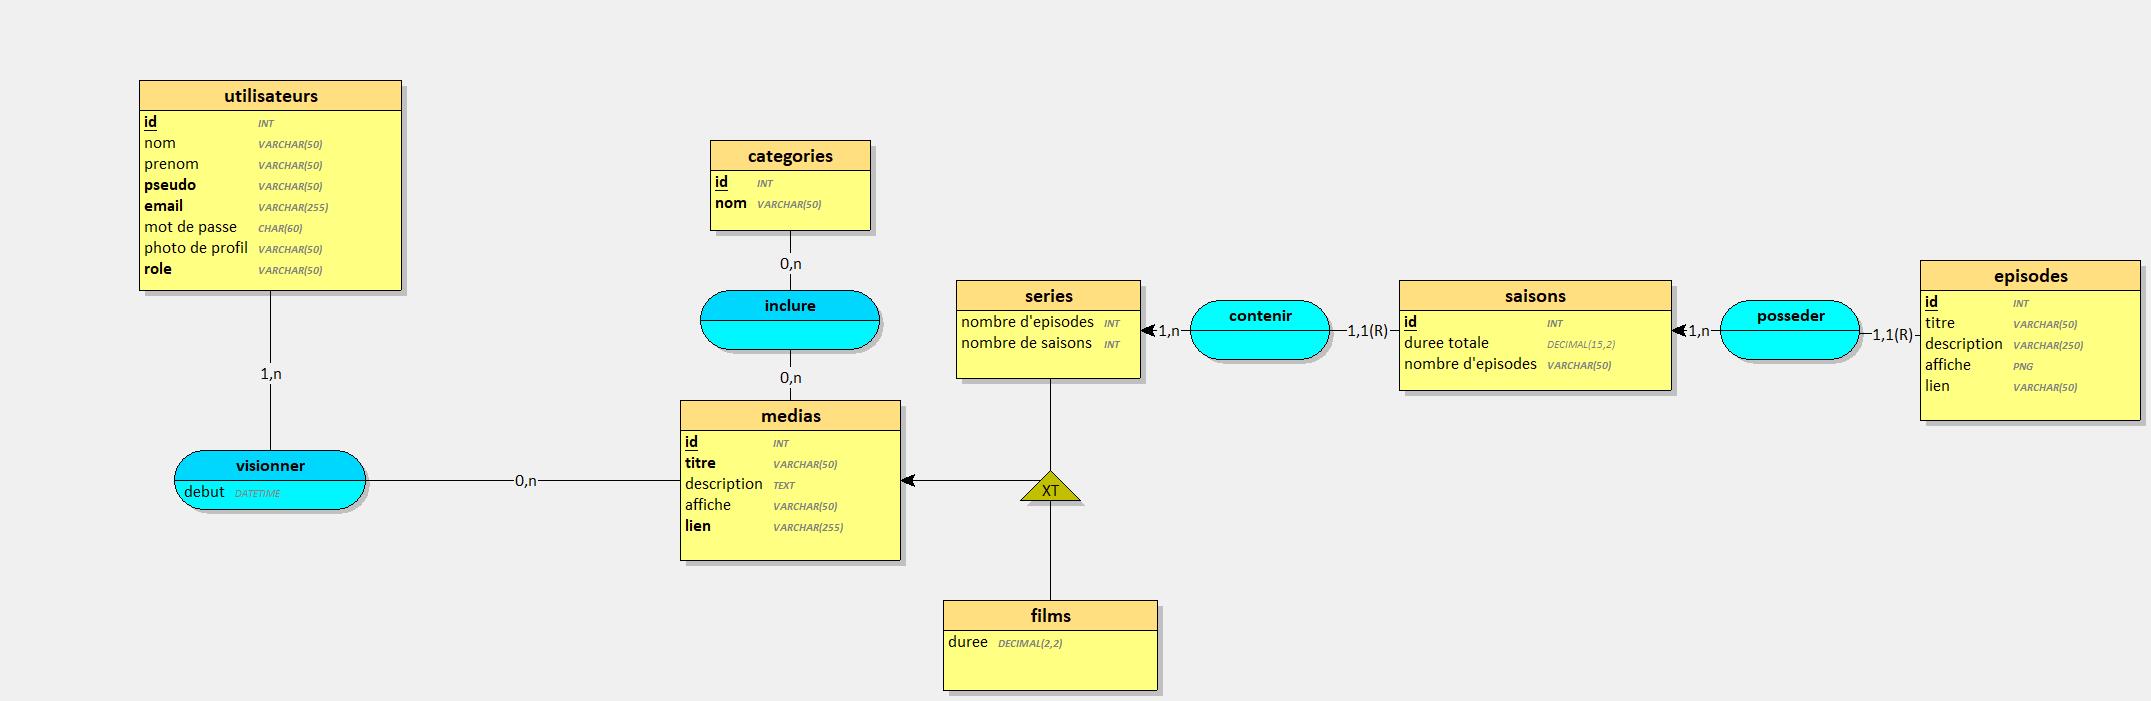 utilisateurs
id INT
nom VARCHAR(50)
prenom VARCHAR(50)
pseudo VARCHAR(50)
email VARCHAR(255)
mot de passe CHAR(60)
photo de profil VARCHAR(50)
role VARCHAR(50)
1,n
visionner
debut DATETIME
0,n
categories
id INT
nom VARCHAR(50)
0,n
inclure
0,n
medias
id INT
titre VARCHAR(50)
description TEXT
affiche VARCHAR(50)
lien VARCHAR(255)
series
nombre d'episodes INT
nombre de saisons INT
XT
films
duree DECIMAL(2,2)
1,n
contenir
1,1(R)
saisons
id INT
duree totale DECIMAL(15,2)
nombre d'episodes VARCHAR(50)
1,n
posseder
1,1(R)
episodes
id INT
titre VARCHAR(50)
description VARCHAR(250)
affiche PNG
lien VARCHAR(50)